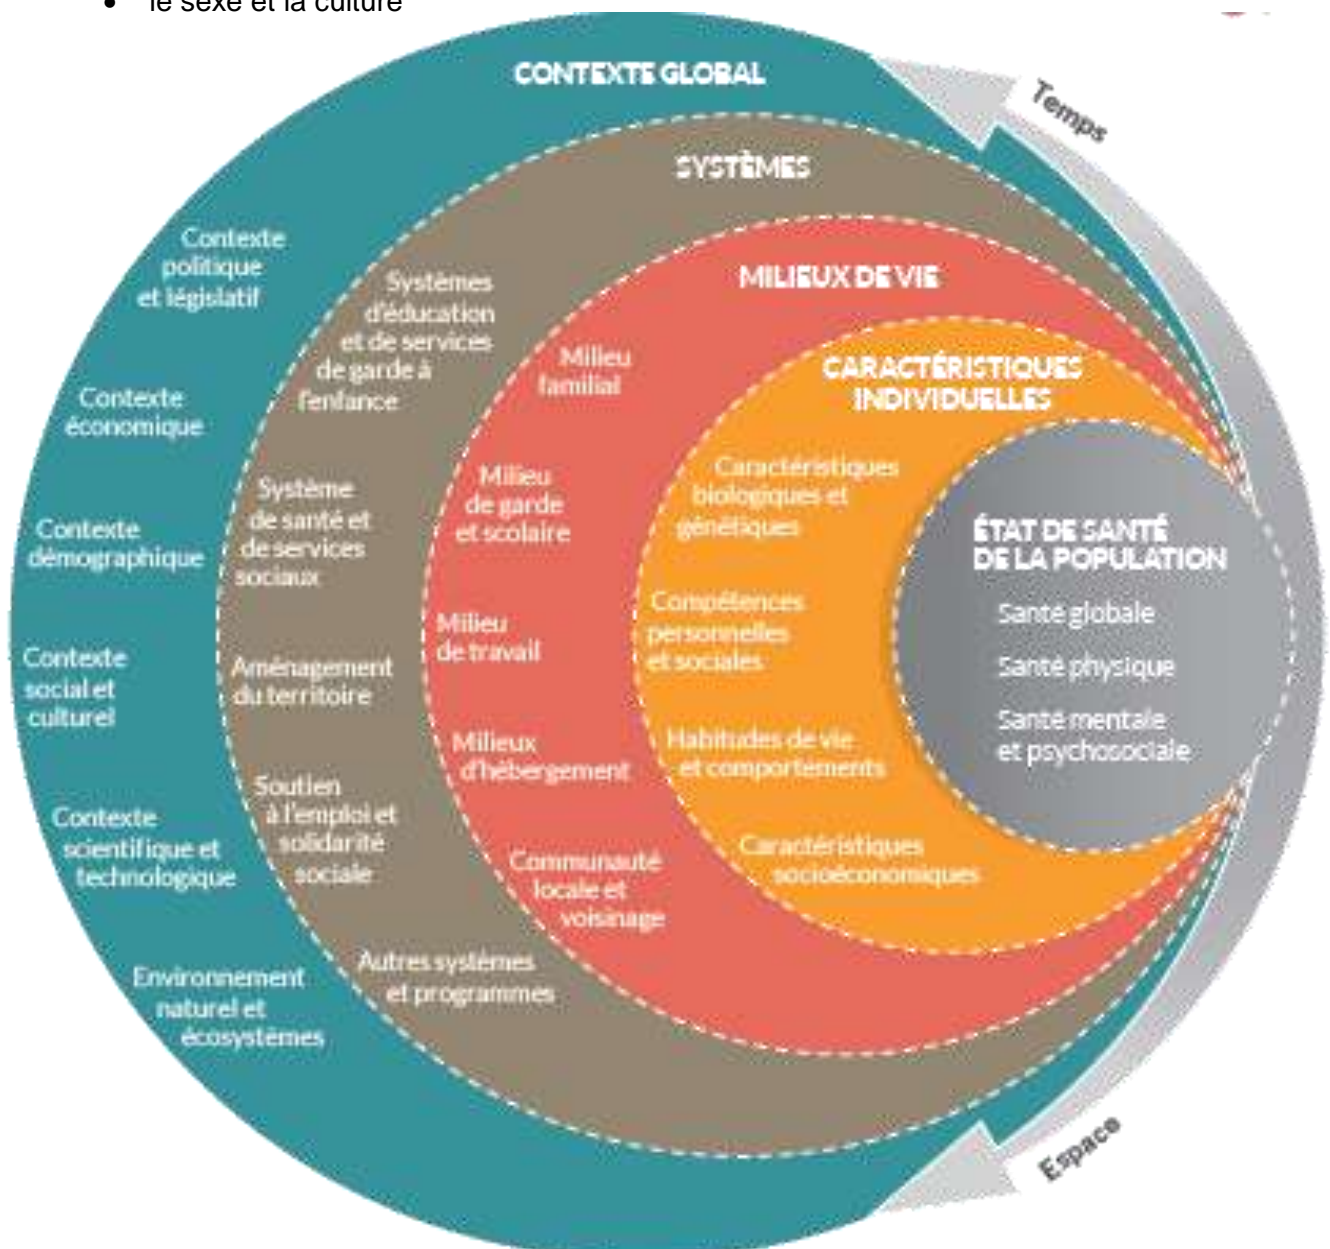 • le sexe et la culture
CONTEXTE GLOBAL
Temps
SYSTÈMES
MILIEUX DE VIE
CARACTÉRISTIQUES
INDIVIDUELLES
Contexte
politique
et législatif
Contexte
économique
Contexte
démographique
Contexte
social et
culturel
Contexte
scientifique et
technologique
Environnement
naturel et
écosystèmes
Systèmes
d'éducation
et de services
de garde à
l'enfance
Système
de santé et
de services
sociaux
Aménagement
du territoire
Soutien
à l'emploi et
solidarité
sociale
Autres systèmes
et programmes
Milieu
familial
Milieu
de garde
et scolaire
Milieu
de travail
Milieux
d'hébergement
Communauté
locale et
voisinage
Caractéristiques
biologiques et
génétiques
Compétences
personnelles
et sociales
Habitudes de vie
et comportements
Caractéristiques
socioéconomiques
ÉTAT DE SANTÉ
DE LA POPULATION
Santé globale
Santé physique
Santé mentale
et psychosociale
Espace